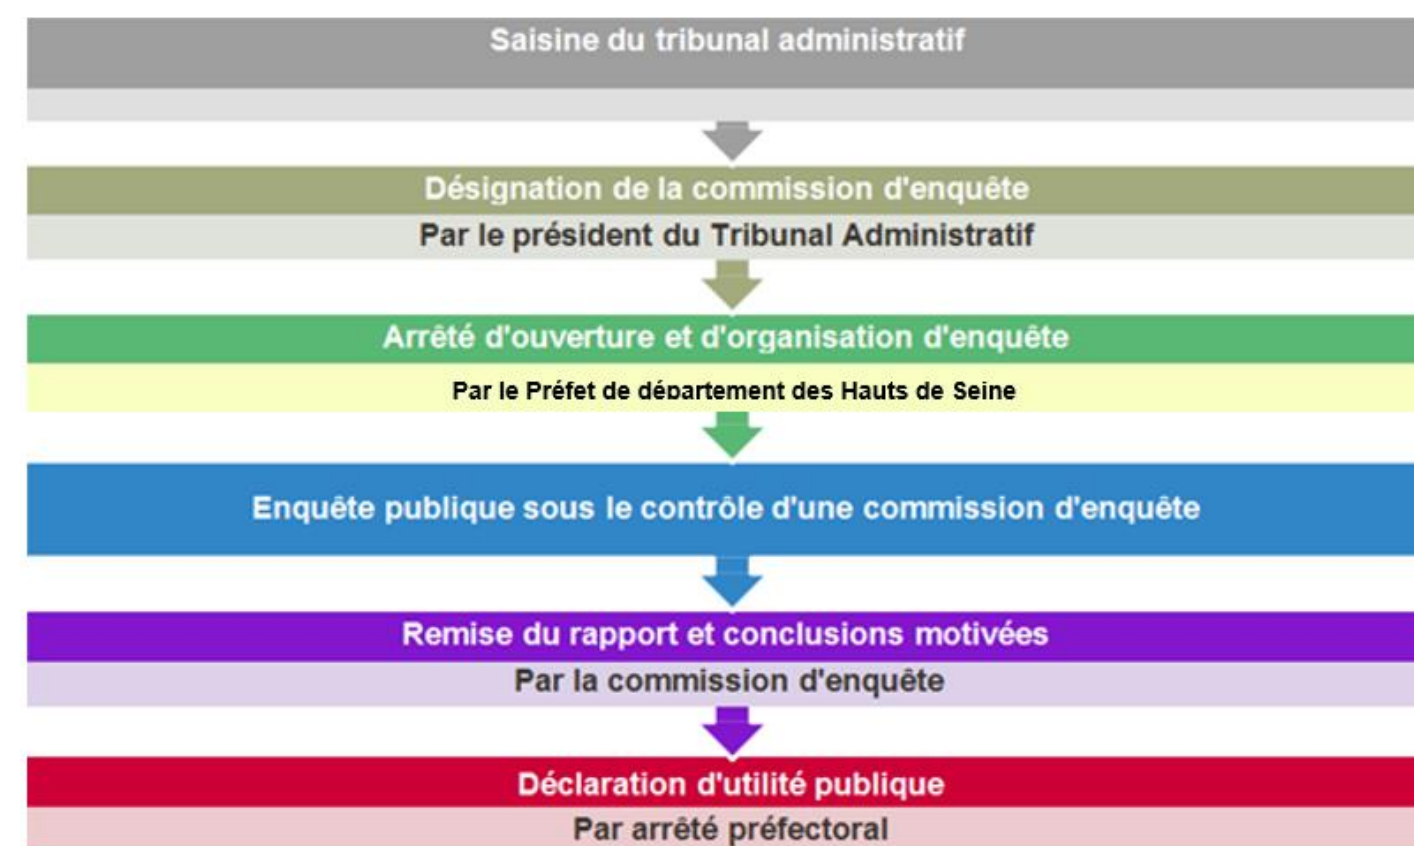 Saisine du tribunal administratif
Désignation de la commission d'enquête
Par le président du Tribunal Administratif
Arrêté d'ouverture et d'organisation d'enquête
Par le Préfet de département des Hauts de Seine
Enquête publique sous le contrôle d'une commission d'enquête
Remise du rapport et conclusions motivées
Par la commission d'enquête
Déclaration d'utilité publique
Par arrêté préfectoral